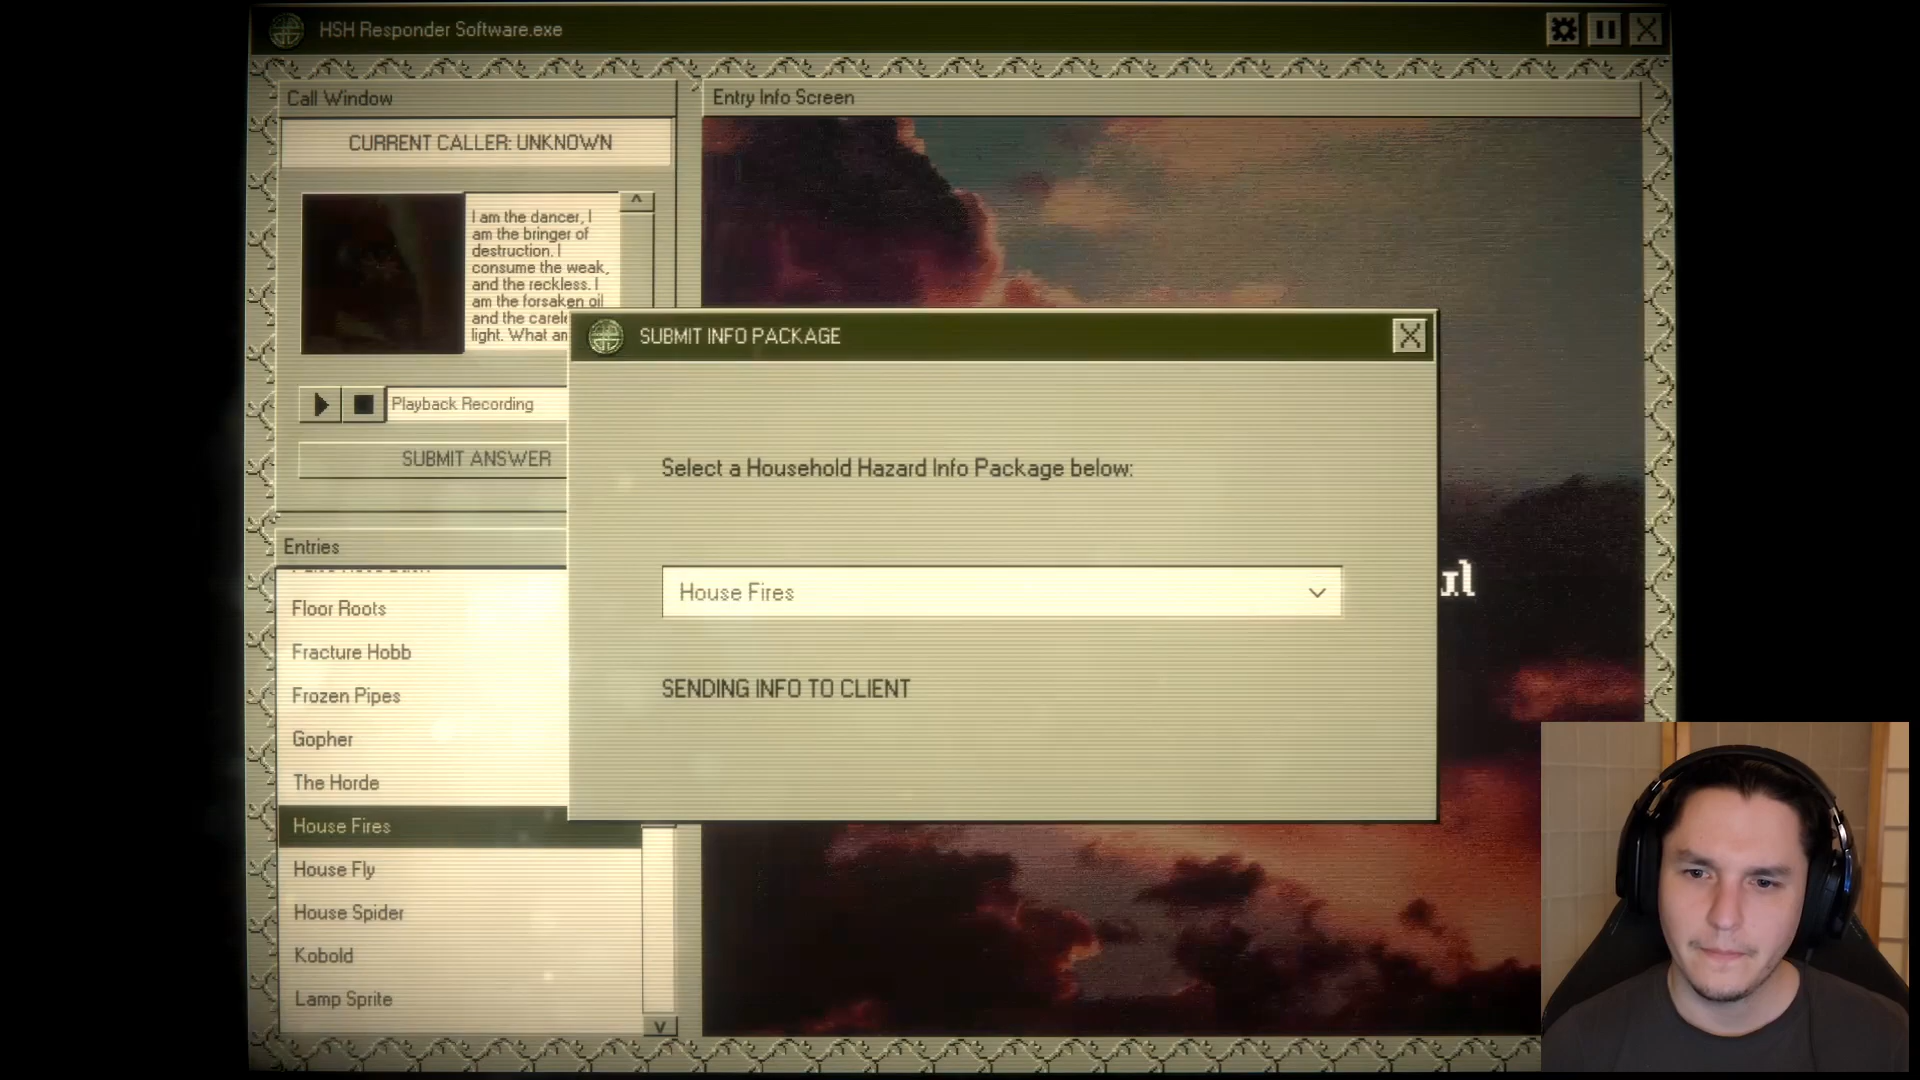 HSH Responder Software.exe
Call Window
CURRENT CALLER: UNKNOWN
I am the dancer, I
am the bringer of
destruction. I
consume the weak,
and the reckless. I
am the forsaken oil
and the
light. What
Playback Recording
SUBMIT ANSWER
Entries
Floor Roots
Fracture Hobb
Frozen Pipes
Gopher
The Horde
House Fires
House Fly
House Spider
Kobold
Lamp Sprite
Entry Info Screen
SUBMIT INFO PACKAGE
Select a Household Hazard Info Package below:
House Fires
SENDING INFO TO CLIENT